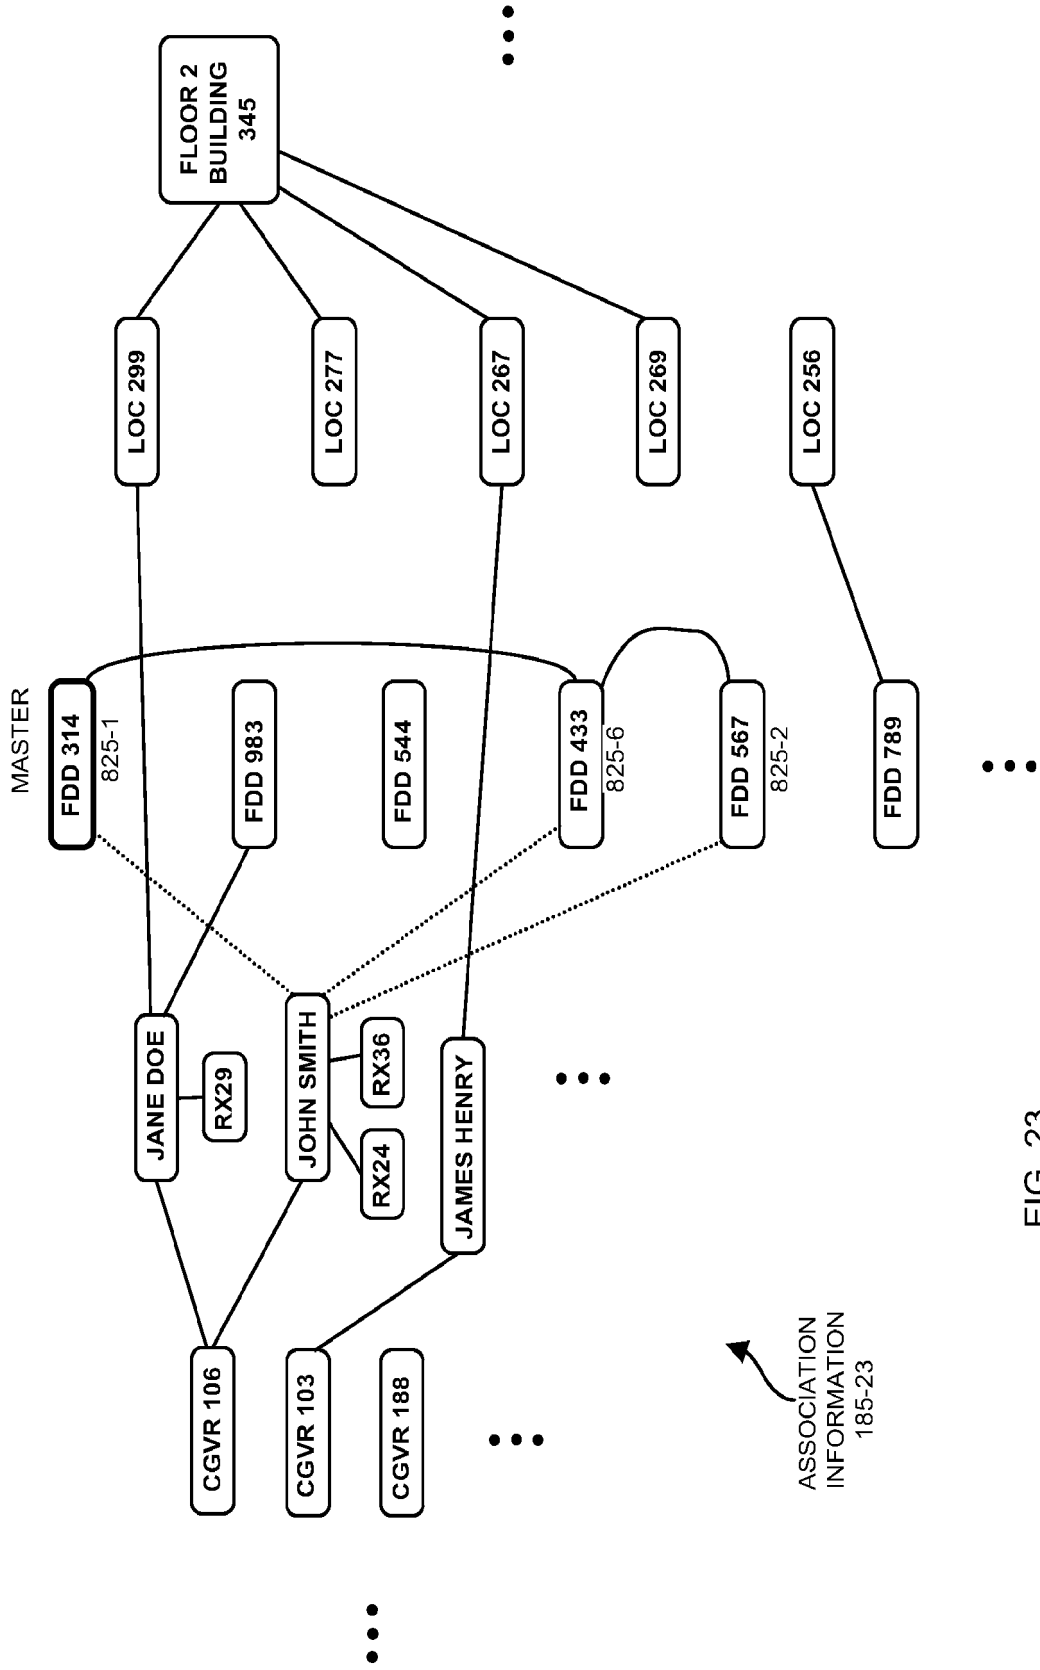 CGVR 106
CGVR 103
CGVR 188
JANE DOE
RX29
JOHN SMITH
RX24
RX36
JAMES HENRY
MASTER
FDD 314
825-1
FDD 983
FDD 544
FDD 433
825-6
FDD 567
825-2
FDD 789
LOC 299
LOC 277
LOC 267
LOC 269
LOC 256
FLOOR 2
BUILDING
345
ASSOCIATION
INFORMATION
185-23
FIG. 23